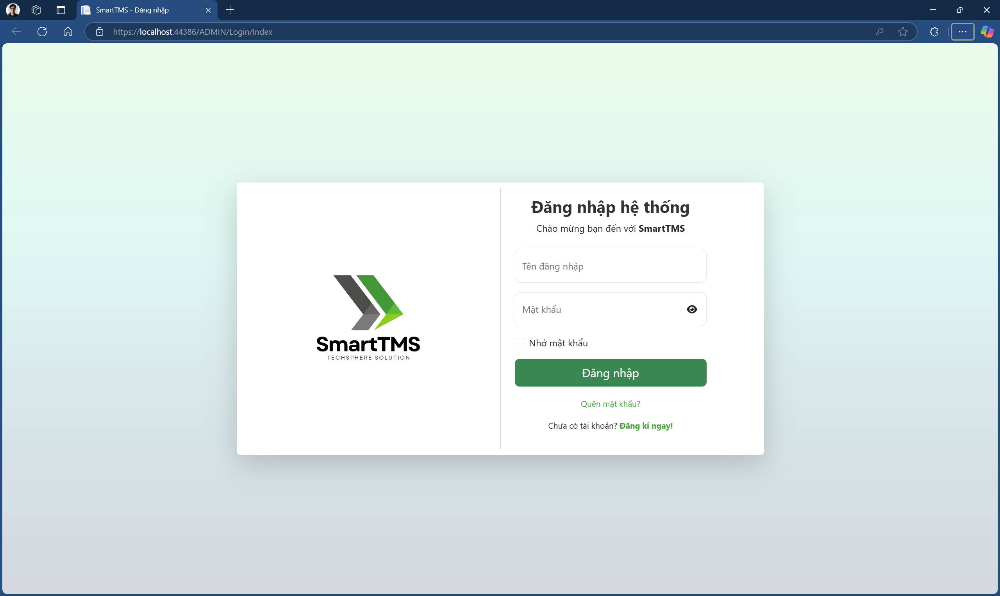 SmartTMS - Đăng nhập
https://localhost:44386/ADMIN/Login/Index
SmartTMS
TECHSPHERE SOLUTION
Đăng nhập hệ thống
Chào mừng bạn đến với SmartTMS
Tên đăng nhập
Mật khẩu
Nhớ mật khẩu
Đăng nhập
Quên mật khẩu?
Chưa có tài khoản? Đăng kí ngay!